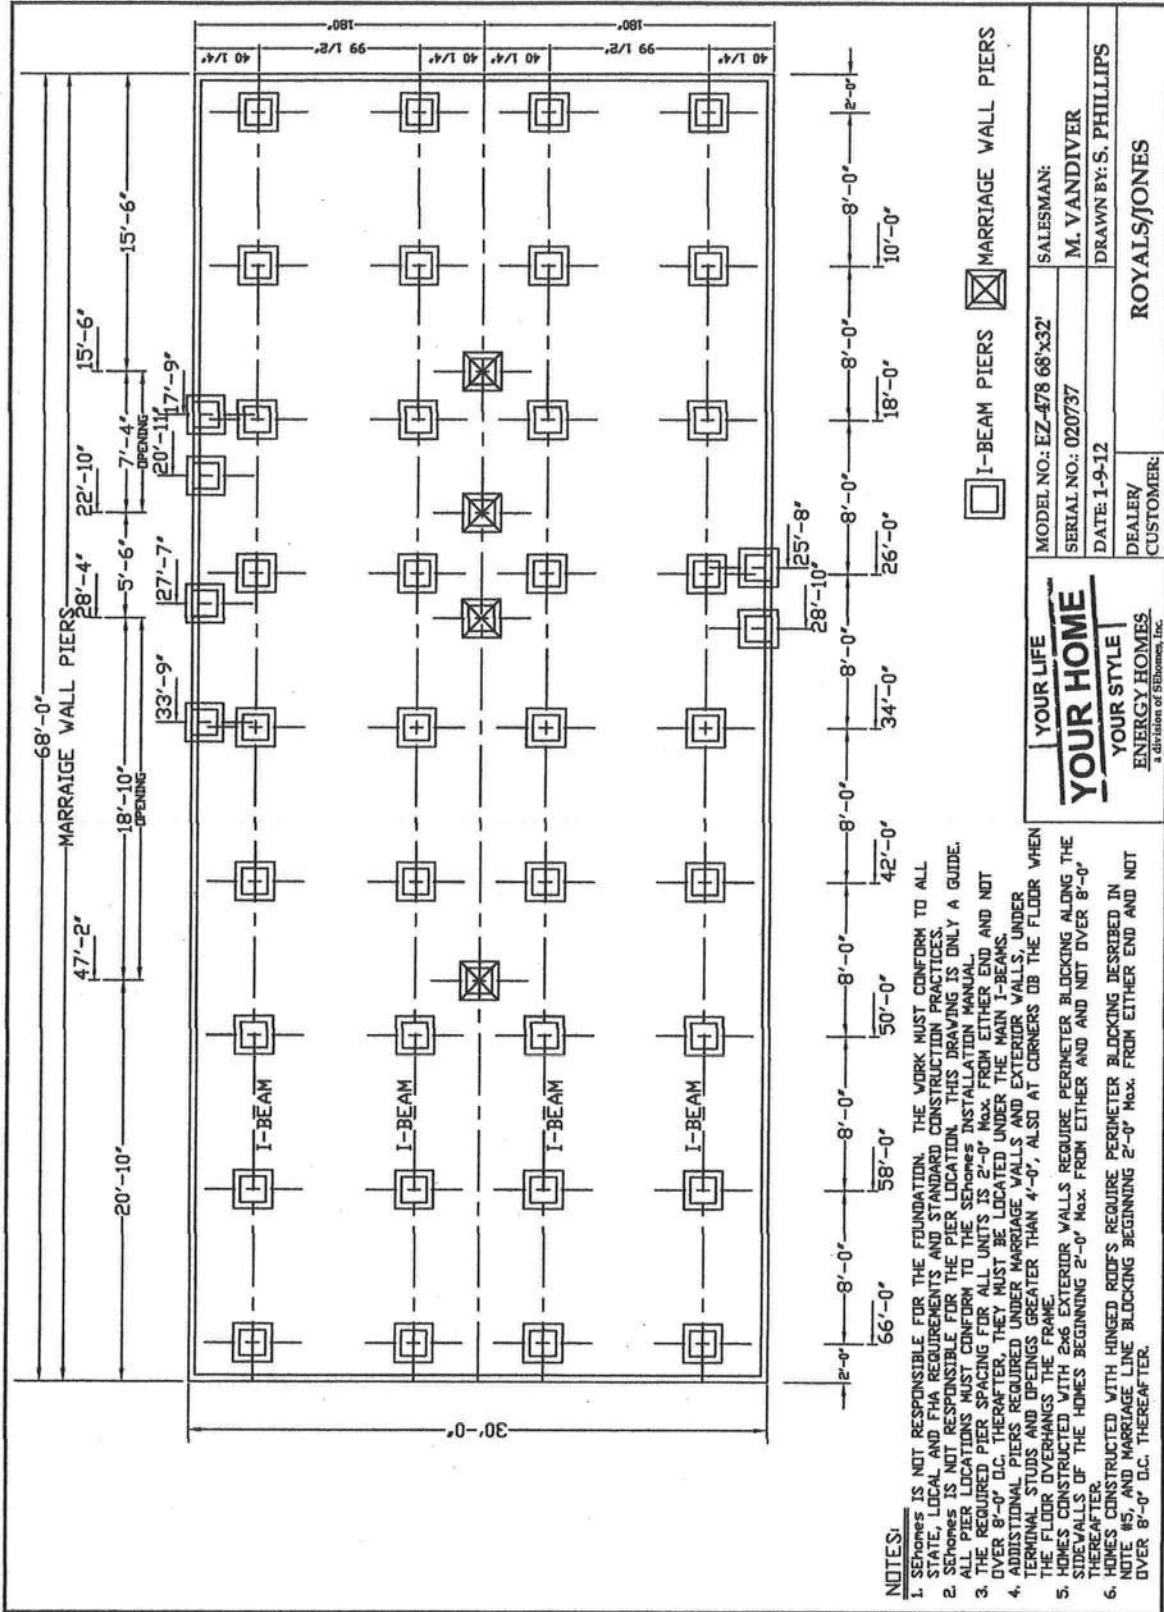 68'-0"
MARRAIGE WALL PIERS
47'-2"
28'-4"
22'-10"
15'-6"
20'-10"
18'-10"
OPENING
5'-6"
7'-4"
OPENING
15'-6"
33'-9"
27'-7"
20'-11"
17'-9"
180"
180"
40 1/4"
99 1/2"
40 1/4"
40 1/4"
99 1/2"
40 1/4"
30'-0"
I-BEAM
I-BEAM
I-BEAM
I-BEAM
28'-10"
25'-8"
2'-0"
8'-0"
8'-0"
8'-0"
8'-0"
8'-0"
8'-0"
8'-0"
8'-0"
2'-0"
66'-0"
58'-0"
50'-0"
42'-0"
34'-0"
26'-0"
18'-0"
10'-0"
I-BEAM PIERS
MARRIAGE WALL PIERS
NOTES:
1. SEhomes IS NOT RESPONSIBLE FOR THE FOUNDATION. THE WORK MUST CONFORM TO ALL
STATE, LOCAL AND FHA REQUIREMENTS AND STANDARD CONSTRUCTION PRACTICES.
2. SEhomes IS NOT RESPONSIBLE FOR THE PIER LOCATION. THIS DRAWING IS ONLY A GUIDE.
ALL PIER LOCATIONS MUST CONFORM TO THE SEhomes INSTALLATION MANUAL.
3. THE REQUIRED PIER SPACING FOR ALL UNITS IS 2'-0" Max. FROM EITHER END AND NOT
OVER 8'-0" O.C. THERAFTER, THEY MUST BE LOCATED UNDER THE MAIN I-BEAMS.
4. ADDISTIONAL PIERS REQUIRED UNDER MARRIAGE WALLS AND EXTERIOR WALLS, UNDER
TERMINAL STUDS AND OPENINGS GREATER THAN 4'-0", ALSO AT CORNERS OB THE FLOOR WHEN
THE FLOOR OVERHANGS THE FRAME.
5. HOMES CONSTRUCTED WITH 2x6 EXTERIOR WALLS REQUIRE PERIMETER BLOCKING ALONG THE
SIDEWALLS OF THE HOMES BEGINNING 2'-0" Max. FROM EITHER AND AND NOT OVER 8'-0"
THEREAFTER.
6. HOMES CONSTRUCTED WITH HINGED ROOFS REQUIRE PERIMETER BLOCKING DESRIBED IN
NOTE #5, AND MARRIAGE LINE BLOCKING BEGINNING 2'-0" Max. FROM EITHER END AND NOT
OVER 8'-0" O.C. THEREAFTER.
YOUR LIFE
YOUR HOME
YOUR STYLE
ENERGY HOMES
a division of SEhomes, Inc.
MODEL NO.: EZ-478 68'x32'
SERIAL NO.: 020737
DATE: 1-9-12
SALESMAN:
M. VANDIVER
DRAWN BY: S. PHILLIPS
DEALER/
CUSTOMER:
ROYALS/JONES